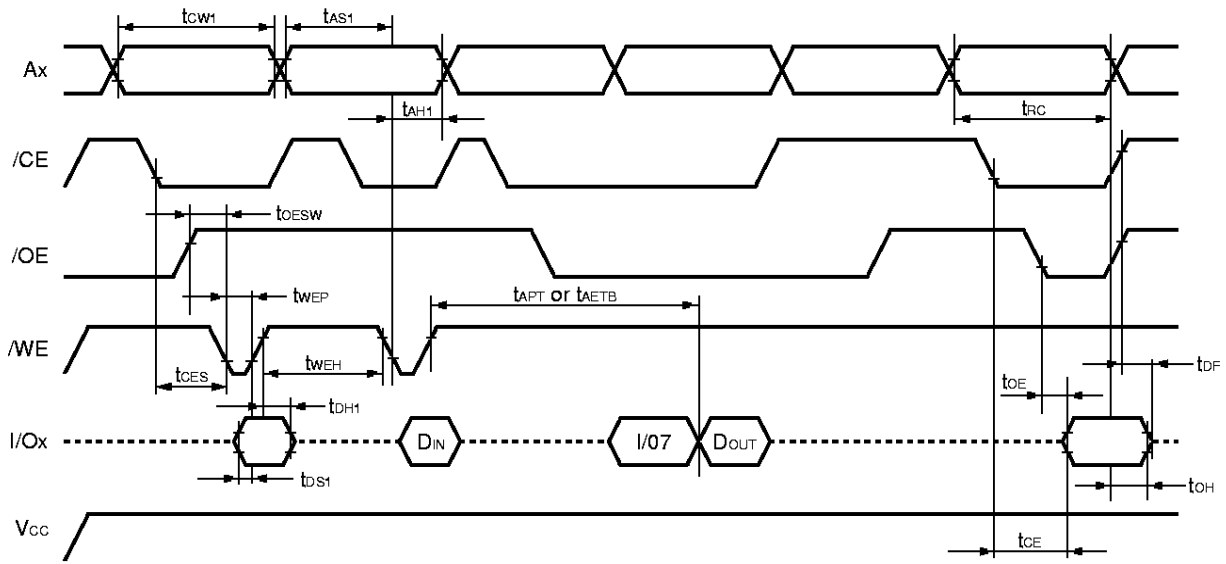 tCW1
tAS1
Ax
tAH1
tRC
/CE
tOESW
/OE
tWEP
tAPT or tAETB
/WE
tCES
tWEH
tDF
tOE
tDH1
I/Ox
DIN
I/07
DOUT
tDS1
tOH
VCC
tCE